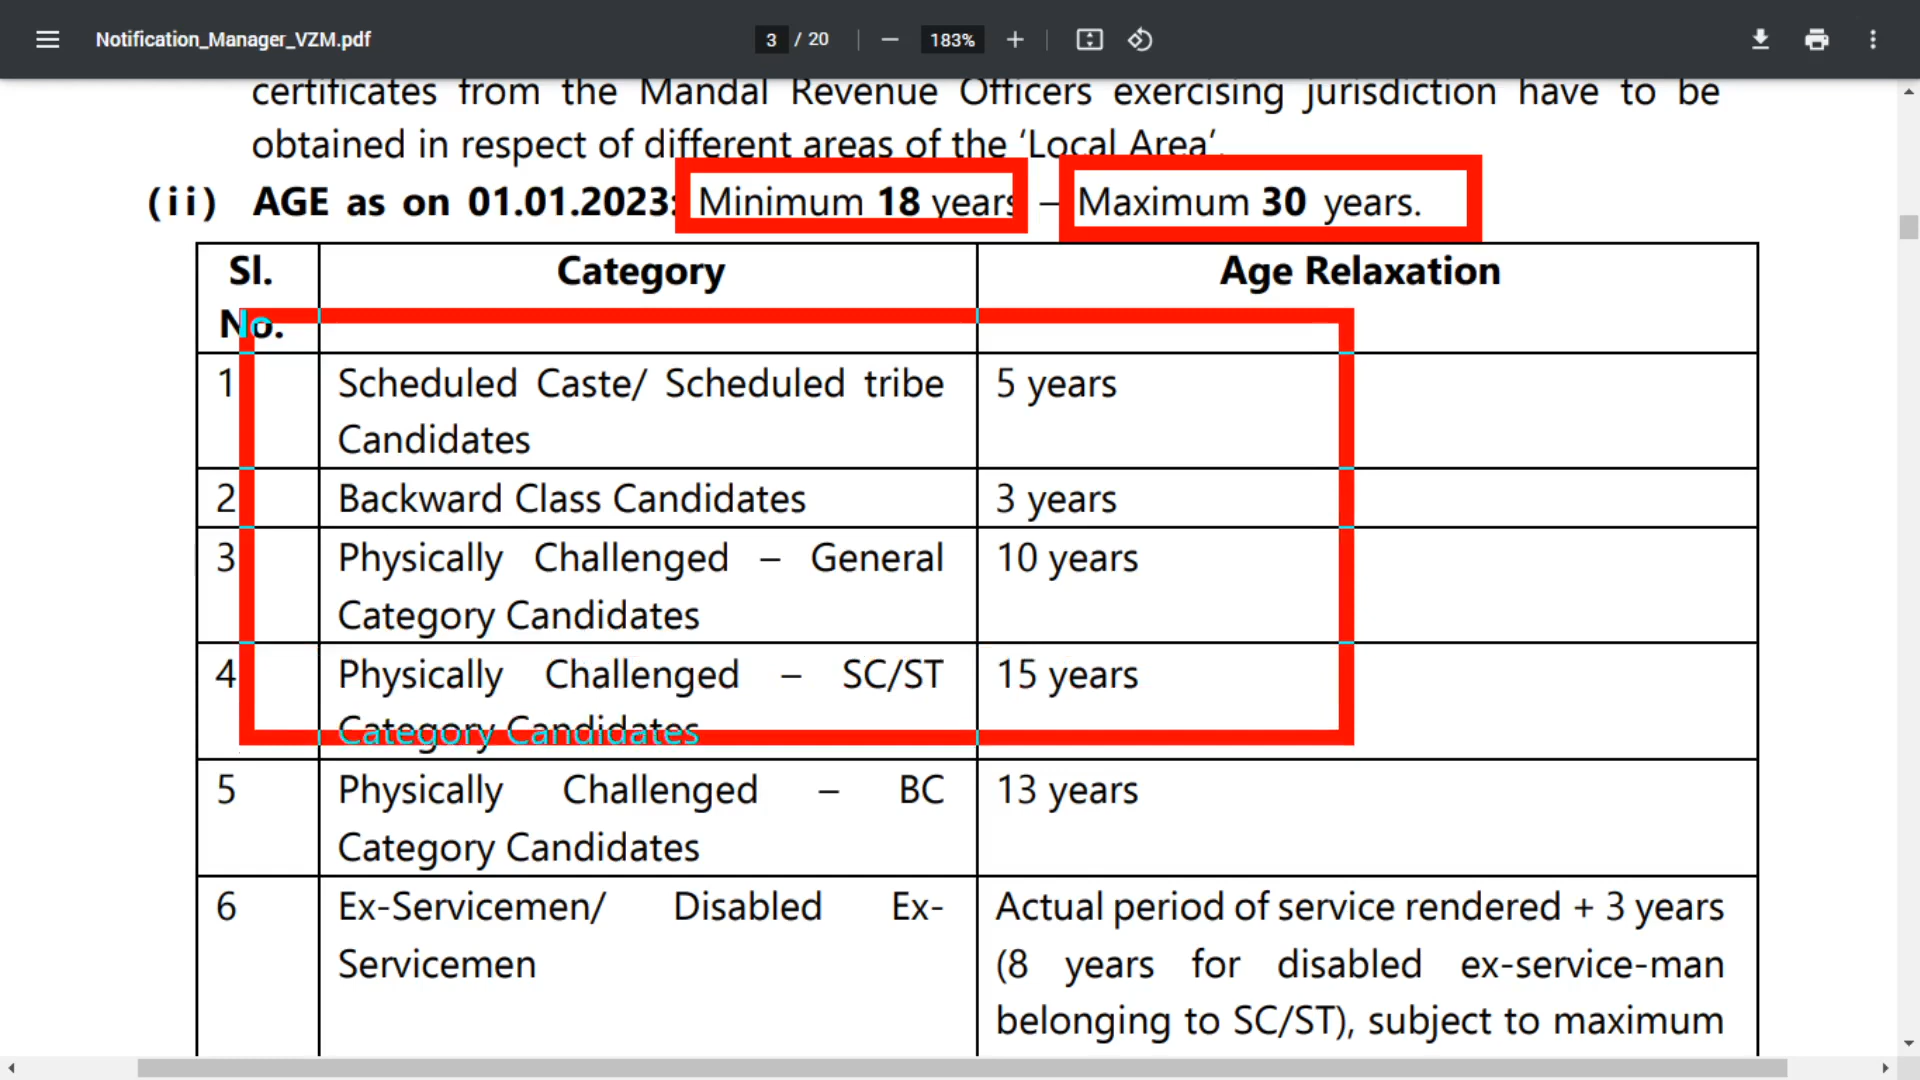 Notification_Manager_VZM.pdf
3 / 20
183%
certificates from the Mandal Revenue Officers exercising jurisdiction have to be
obtained in respect of different areas of the ‘Local Area’.
(ii) AGE as on 01.01.2023: Minimum 18 years – Maximum 30 years.
Sl. No.
Category
Age Relaxation
1
Scheduled Caste/ Scheduled tribe
Candidates
5 years
2
Backward Class Candidates
3 years
3
Physically Challenged – General
Category Candidates
10 years
4
Physically Challenged – SC/ST
Category Candidates
15 years
5
Physically Challenged – BC
Category Candidates
13 years
6
Ex-Servicemen/ Disabled Ex-
Servicemen
Actual period of service rendered + 3 years
(8 years for disabled ex-service-man
belonging to SC/ST), subject to maximum